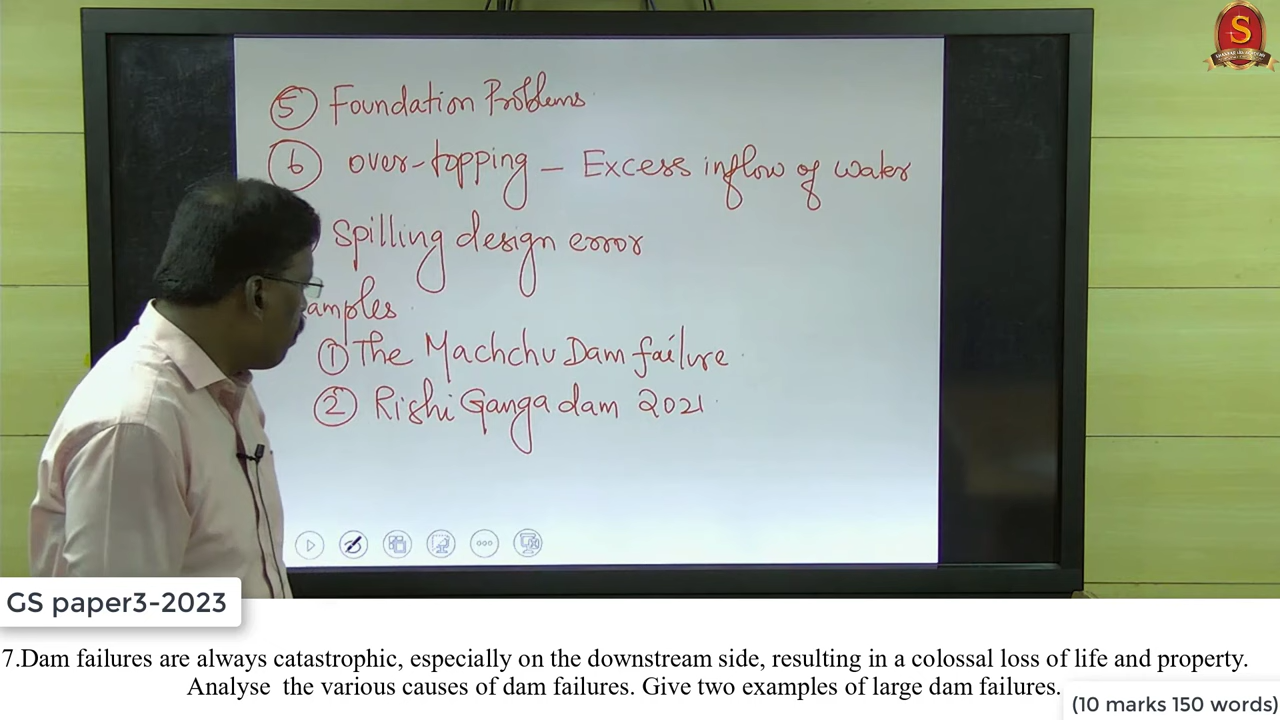 S
⑤ Foundation Problems
⑥ over-topping – Excess inflow of water
Spilling design error
amples
① The Machchu Dam failure
② Rishi Ganga dam 2021
GS paper3-2023
7.Dam failures are always catastrophic, especially on the downstream side, resulting in a colossal loss of life and property.
Analyse the various causes of dam failures. Give two examples of large dam failures.
(10 marks 150 words)